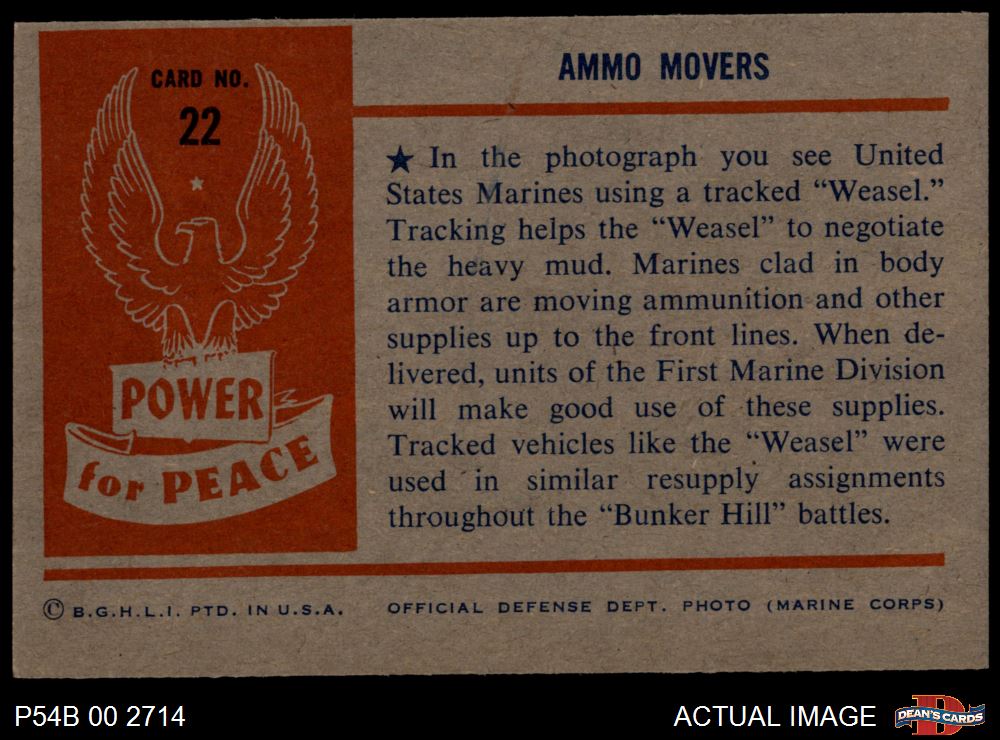 CARD NO.
22
POWER
for PEACE
AMMO MOVERS
★ In the photograph you see United
States Marines using a tracked “Weasel.”
Tracking helps the “Weasel” to negotiate
the heavy mud. Marines clad in body
armor are moving ammunition and other
supplies up to the front lines. When de-
livered, units of the First Marine Division
will make good use of these supplies.
Tracked vehicles like the “Weasel” were
used in similar resupply assignments
throughout the “Bunker Hill” battles.
© B.G.H.L.I. PTD. IN U.S.A.
OFFICIAL DEFENSE DEPT. PHOTO (MARINE CORPS)
P54B 00 2714
ACTUAL IMAGE
D
DEAN'S CARDS